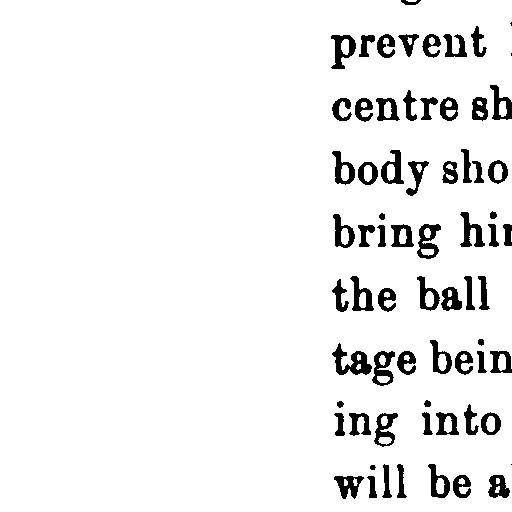 prevent
centre sh
body sho
bring hi
the ball
tage bein
ing into
will be a